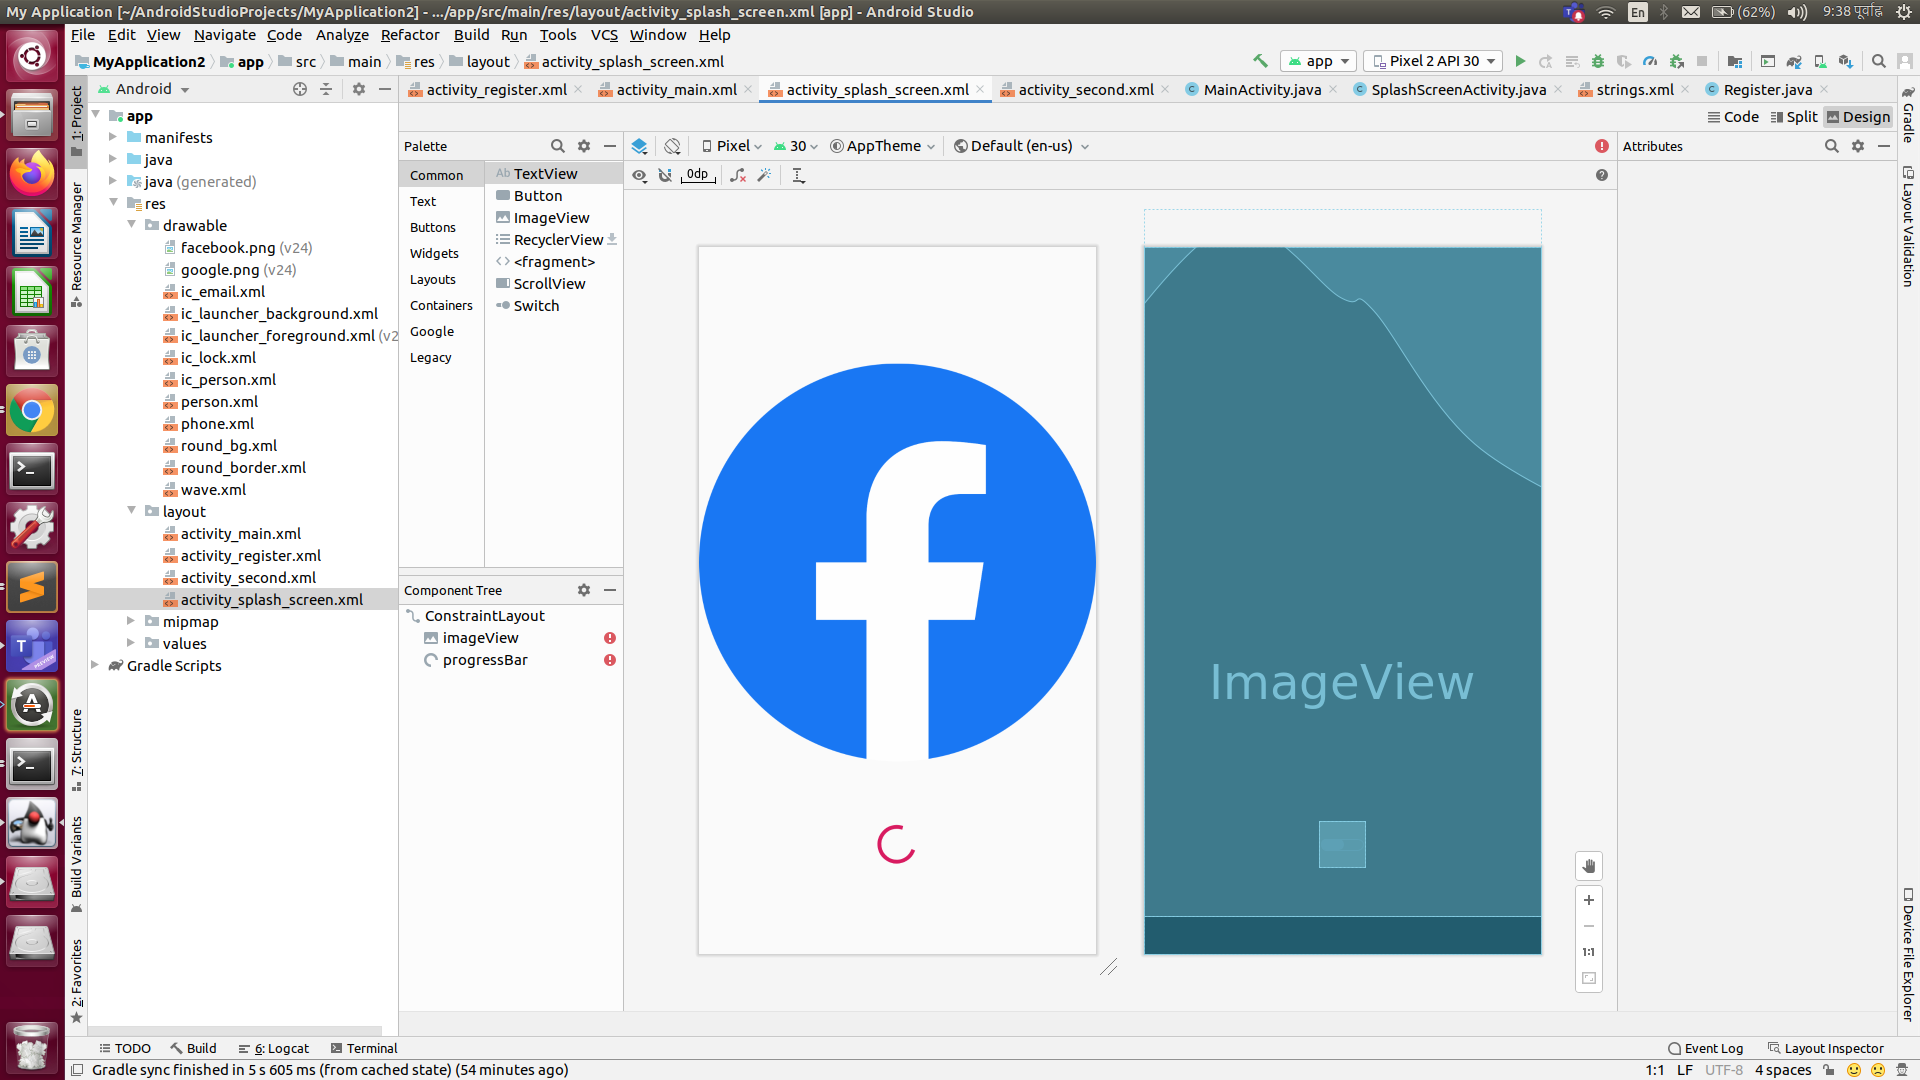 My Application [~/AndroidStudioProjects/MyApplication2] - .../app/src/main/res/layout/activity_splash_screen.xml [app] - Android Studio
En (62%) 9:38 पूर्वाह्न
File Edit View Navigate Code Analyze Refactor Build Run Tools VCS Window Help
MyApplication2 app src main res layout activity_splash_screen.xml
app Pixel 2 API 30
Android
activity_register.xml activity_main.xml activity_splash_screen.xml activity_second.xml MainActivity.java SplashScreenActivity.java strings.xml Register.java
Code Split Design
1: Project
Resource Manager
7: Structure
Build Variants
2: Favorites
app
manifests
java
java (generated)
res
drawable
facebook.png (v24)
google.png (v24)
ic_email.xml
ic_launcher_background.xml
ic_launcher_foreground.xml (v2
ic_lock.xml
ic_person.xml
person.xml
phone.xml
round_bg.xml
round_border.xml
wave.xml
layout
activity_main.xml
activity_register.xml
activity_second.xml
activity_splash_screen.xml
mipmap
values
Gradle Scripts
Palette
Common
Text
Buttons
Widgets
Layouts
Containers
Google
Legacy
Ab TextView
Button
ImageView
RecyclerView
<fragment>
ScrollView
Switch
Component Tree
ConstraintLayout
imageView
progressBar
Pixel 30 AppTheme Default (en-us)
0dp
ImageView
1:1
Attributes
Gradle
Layout Validation
Device File Explorer
TODO Build 6: Logcat Terminal
Event Log Layout Inspector
Gradle sync finished in 5 s 605 ms (from cached state) (54 minutes ago)
1:1 LF UTF-8 4 spaces